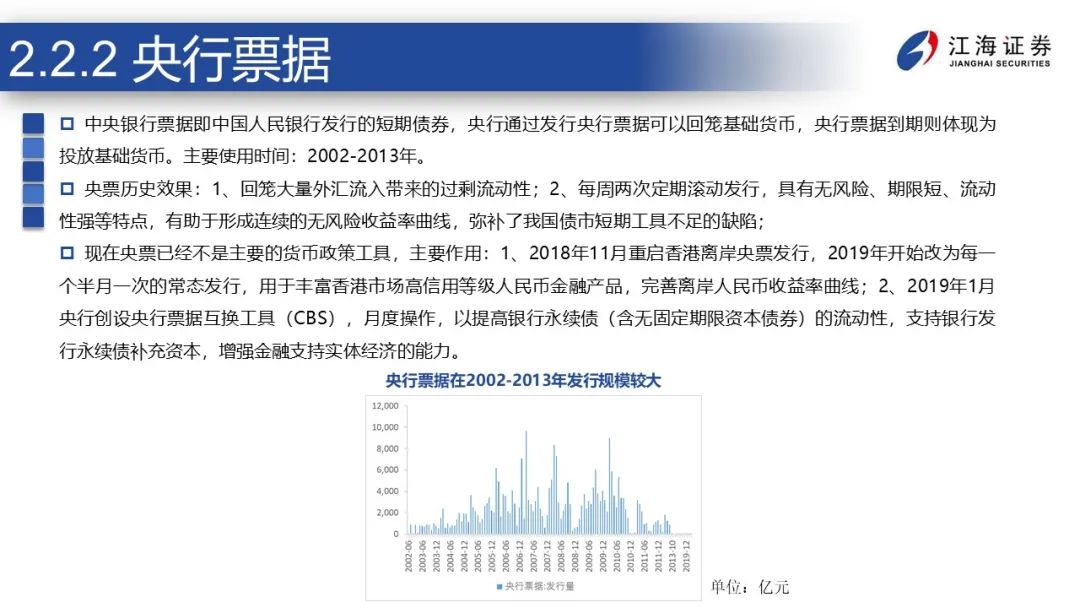 2.2.2 央行票据
江海证券
JIANGHAI SECURITIES
中央银行票据即中国人民银行发行的短期债券，央行通过发行央行票据可以回笼基础货币，央行票据到期则体现为
投放基础货币。主要使用时间：2002-2013年。
央票历史效果：1、回笼大量外汇流入带来的过剩流动性；2、每周两次定期滚动发行，具有无风险、期限短、流动
性强等特点，有助于形成连续的无风险收益率曲线，弥补了我国债市短期工具不足的缺陷；
现在央票已经不是主要的货币政策工具，主要作用：1、2018年11月重启香港离岸央票发行，2019年开始改为每一
个半月一次的常态发行，用于丰富香港市场高信用等级人民币金融产品，完善离岸人民币收益率曲线；2、2019年1月
央行创设央行票据互换工具（CBS），月度操作，以提高银行永续债（含无固定期限资本债券）的流动性，支持银行发
行永续债补充资本，增强金融支持实体经济的能力。
央行票据在2002-2013年发行规模较大
12,000
10,000
8,000
6,000
4,000
2,000
0
2002-06
2003-06
2003-12
2004-06
2004-12
2005-06
2005-12
2006-06
2006-12
2007-06
2007-12
2008-06
2008-12
2009-06
2009-12
2010-06
2010-12
2011-06
2011-12
2013-10
2019-12
央行票据:发行量
单位：亿元